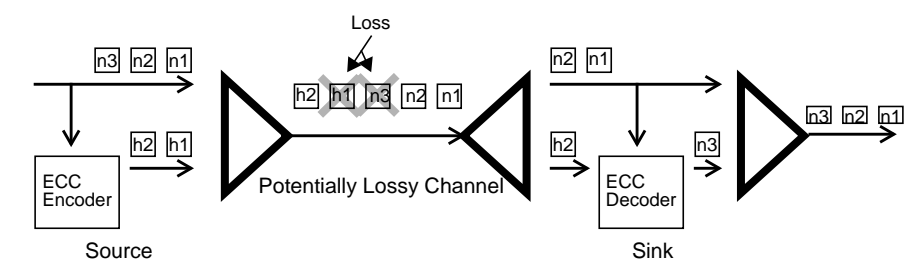 Loss
n3 n2 n1
n2 n1
h2 h1 n3 n2 n1
n3 n2 n1
h2 h1
h2
n3
ECC
Encoder
Potentially Lossy Channel
ECC
Decoder
Source
Sink